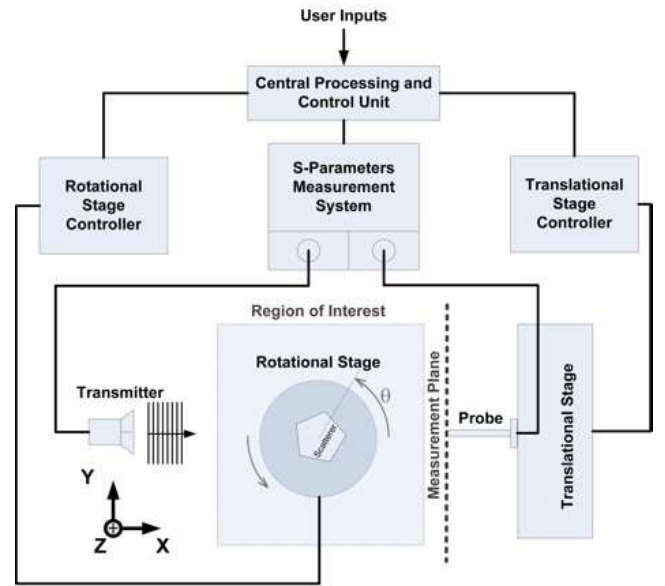 User Inputs
Central Processing and
Control Unit
Rotational
Stage
Controller
S-Parameters
Measurement
System
Translational
Stage
Controller
Region of Interest
Rotational Stage
Transmitter
θ
Scatterer
Measurement Plane
Probe
Translational Stage
Y
Z
X